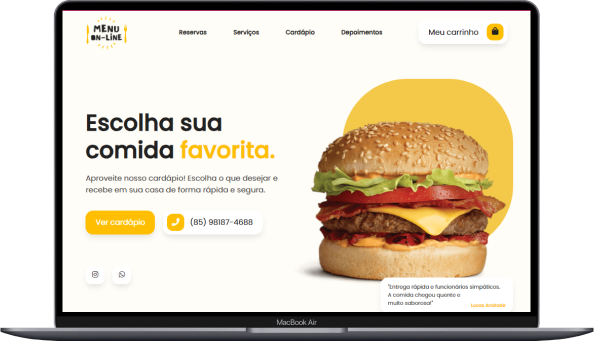 MENU
ON-LINE
Reservas
Serviços
Cardápio
Depoimentos
Meu carrinho
Escolha sua
comida favorita.
Aproveite nosso cardápio! Escolha o que desejar e
recebe em sua casa de forma rápida e segura.
Ver cardápio
(85) 98187-4688
"Entrega rápida e funcionários simpáticos.
A comida chegou quente e
muito saborosa!"
Lucas Andrade
MacBook Air